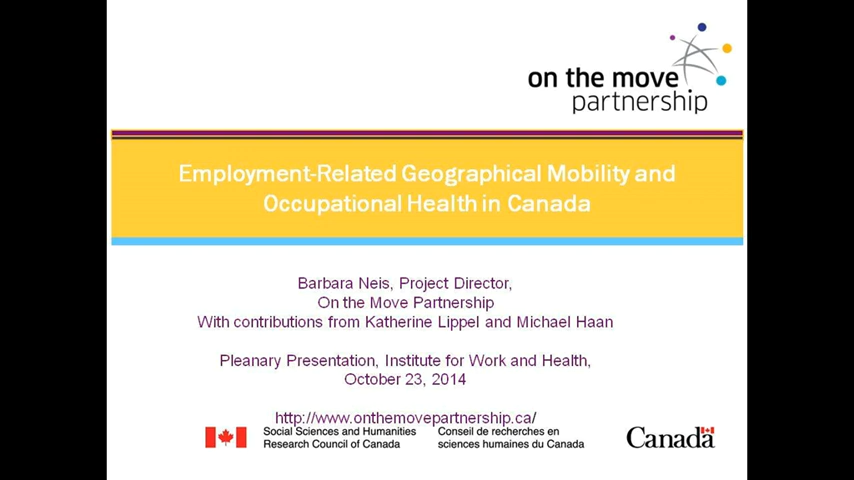 on the move
partnership
Employment-Related Geographical Mobility and
Occupational Health in Canada
Barbara Neis, Project Director,
On the Move Partnership
With contributions from Katherine Lippel and Michael Haan
Pleanary Presentation, Institute for Work and Health,
October 23, 2014
http://www.onthemovepartnership.ca/
Social Sciences and Humanities
Research Council of Canada
Conseil de recherches en
sciences humaines du Canada
Canada